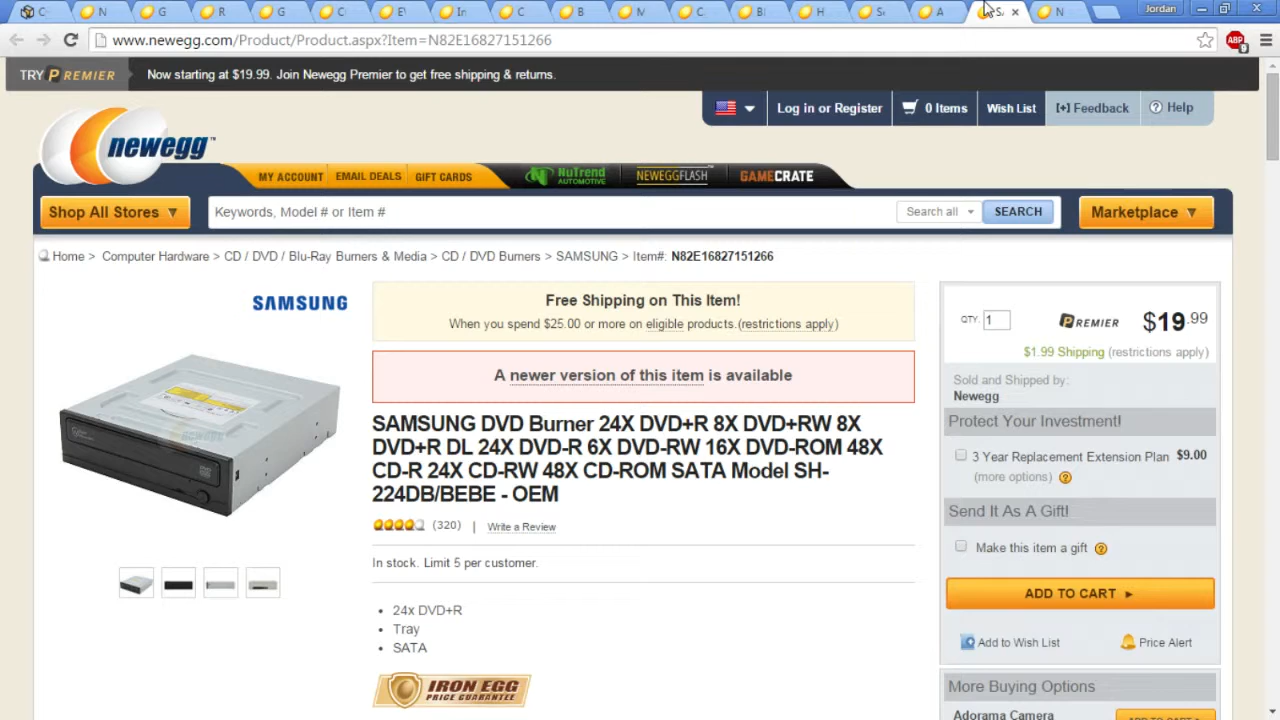 C
N
G
R
G
C
E
In
C
B
M
C
Bl
H
Se
A
S
N
Jordan
www.newegg.com/Product/Product.aspx?Item=N82E16827151266
ABP
9
TRY PREMIER Now starting at $19.99. Join Newegg Premier to get free shipping & returns.
Log in or Register 0 Items Wish List [+] Feedback ? Help
newegg™
MY ACCOUNT EMAIL DEALS GIFT CARDS NUTREND AUTOMOTIVE NEWEGGFLASH™ GAMECRATE
Shop All Stores ▼ Keywords, Model # or Item # Search all SEARCH Marketplace ▼
Home > Computer Hardware > CD / DVD / Blu-Ray Burners & Media > CD / DVD Burners > SAMSUNG > Item#: N82E16827151266
SAMSUNG
Free Shipping on This Item!
When you spend $25.00 or more on eligible products.(restrictions apply)
A newer version of this item is available
SAMSUNG DVD Burner 24X DVD+R 8X DVD+RW 8X
DVD+R DL 24X DVD-R 6X DVD-RW 16X DVD-ROM 48X
CD-R 24X CD-RW 48X CD-ROM SATA Model SH-
224DB/BEBE - OEM
(320) | Write a Review
In stock. Limit 5 per customer.
• 24x DVD+R
• Tray
• SATA
IRON EGG
PRICE GUARANTEE
QTY. 1 PREMIER $19.99
$1.99 Shipping (restrictions apply)
Sold and Shipped by:
Newegg
Protect Your Investment!
3 Year Replacement Extension Plan $9.00
(more options) ?
Send It As A Gift!
Make this item a gift ?
ADD TO CART ▸
Add to Wish List Price Alert
More Buying Options
Adorama Camera ADD TO CART ▸